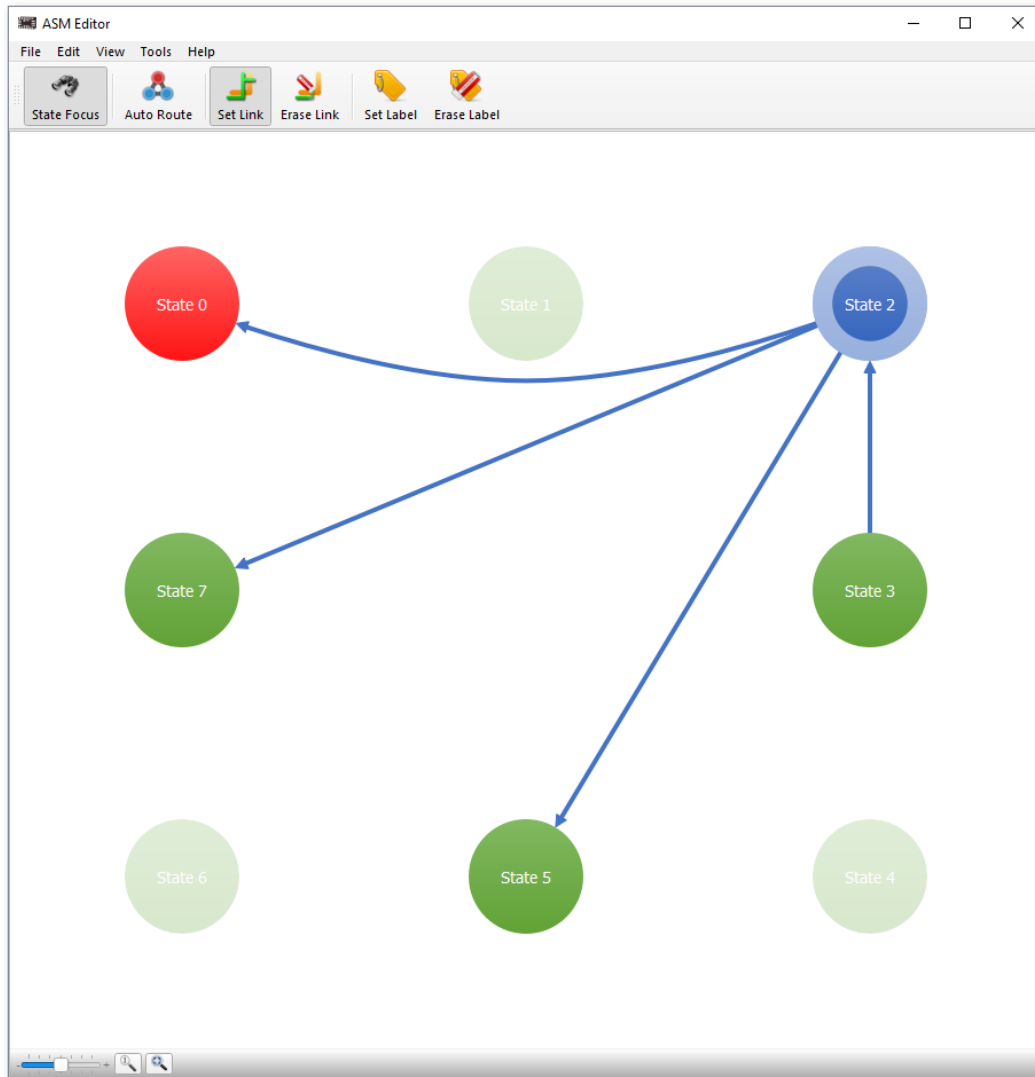 ASM Editor
File Edit View Tools Help
State Focus Auto Route Set Link Erase Link Set Label Erase Label
State 0 State 1 State 2
State 7 State 3
State 6 State 5 State 4
- +